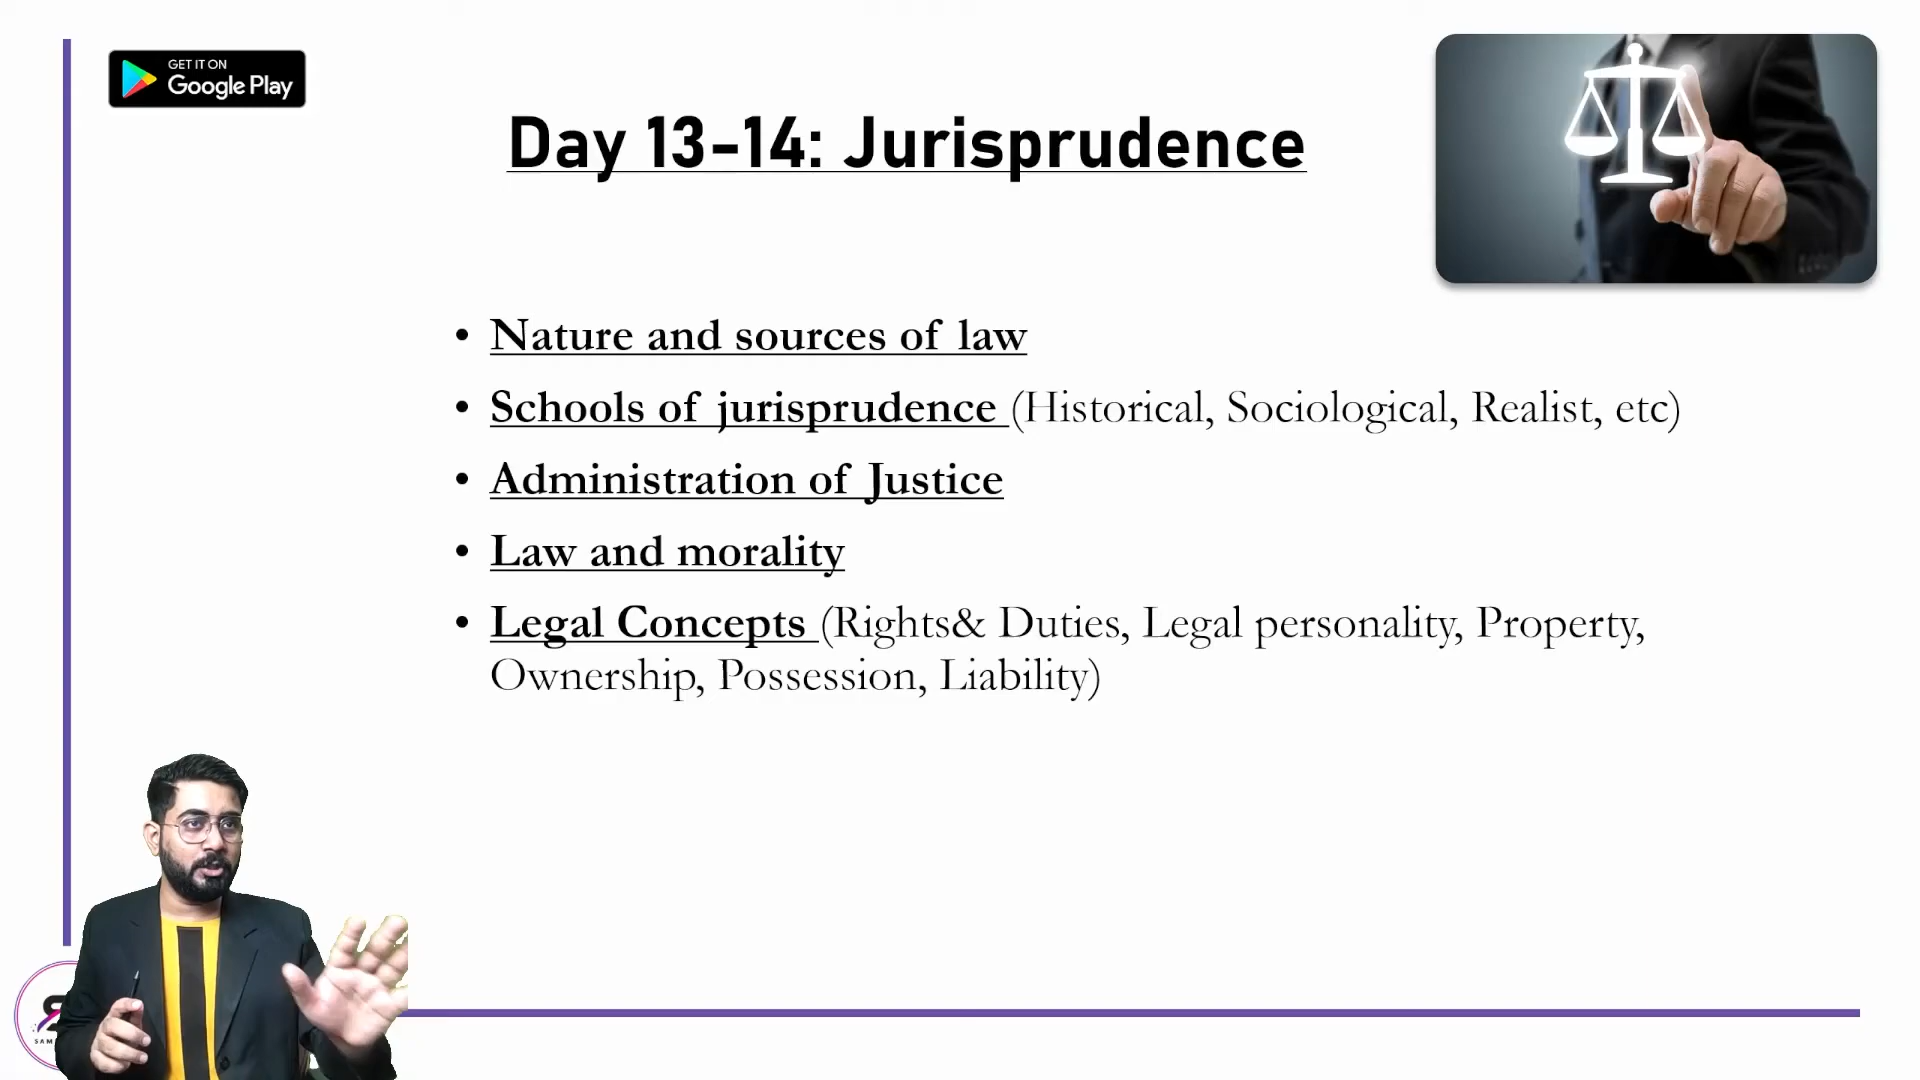 GET IT ON
Google Play
Day 13-14: Jurisprudence
• Nature and sources of law
• Schools of jurisprudence (Historical, Sociological, Realist, etc)
• Administration of Justice
• Law and morality
• Legal Concepts (Rights& Duties, Legal personality, Property,
Ownership, Possession, Liability)